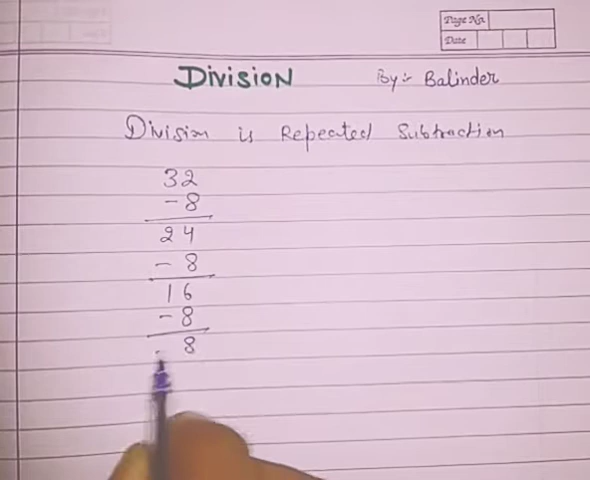 Page No.
Date
Division By :- Balinder
Division is Repeated Subtraction
32
- 8
24
- 8
16
- 8
8